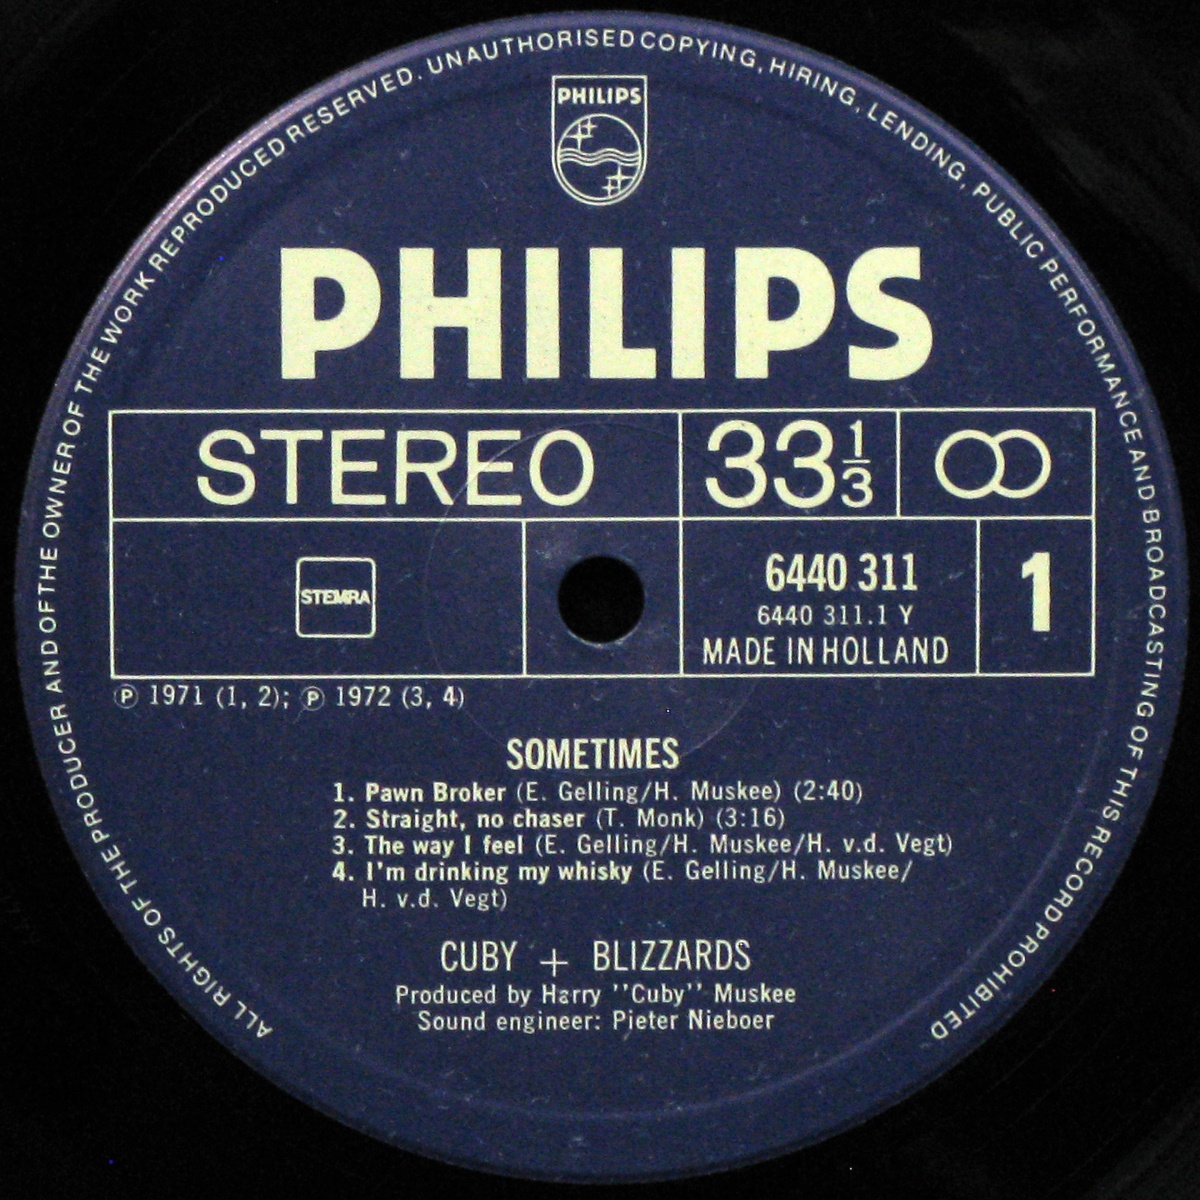 ALL RIGHTS OF THE PRODUCER AND OF THE OWNER OF THE WORK REPRODUCED RESERVED. UNAUTHORISED COPYING, HIRING, LENDING, PUBLIC PERFORMANCE AND BROADCASTING OF THIS RECORD PROHIBITED
PHILIPS
PHILIPS
STEREO 33 1/3
STEMRA
6440 311
6440 311.1 Y
MADE IN HOLLAND
1
Ⓟ 1971 (1, 2); Ⓟ 1972 (3, 4)
SOMETIMES
1. Pawn Broker (E. Gelling/H. Muskee) (2:40)
2. Straight, no chaser (T. Monk) (3:16)
3. The way I feel (E. Gelling/H. Muskee/H. v.d. Vegt)
4. I'm drinking my whisky (E. Gelling/H. Muskee/
H. v.d. Vegt)
CUBY + BLIZZARDS
Produced by Harry ''Cuby'' Muskee
Sound engineer: Pieter Nieboer